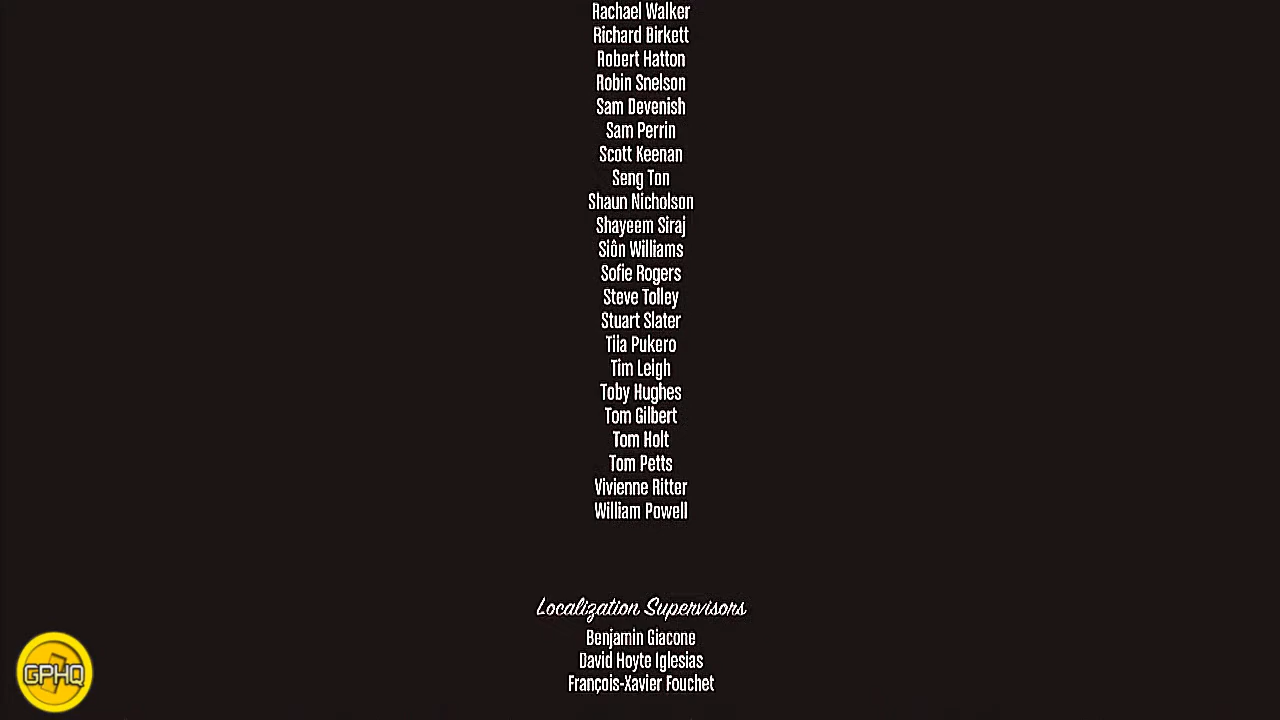 Rachael Walker
Richard Birkett
Robert Hatton
Robin Snelson
Sam Devenish
Sam Perrin
Scott Keenan
Seng Ton
Shaun Nicholson
Shayeem Siraj
Siôn Williams
Sofie Rogers
Steve Tolley
Stuart Slater
Tiia Pukero
Tim Leigh
Toby Hughes
Tom Gilbert
Tom Holt
Tom Petts
Vivienne Ritter
William Powell
Localization Supervisors
Benjamin Giacone
David Hoyte Iglesias
François-Xavier Fouchet
GPHQ